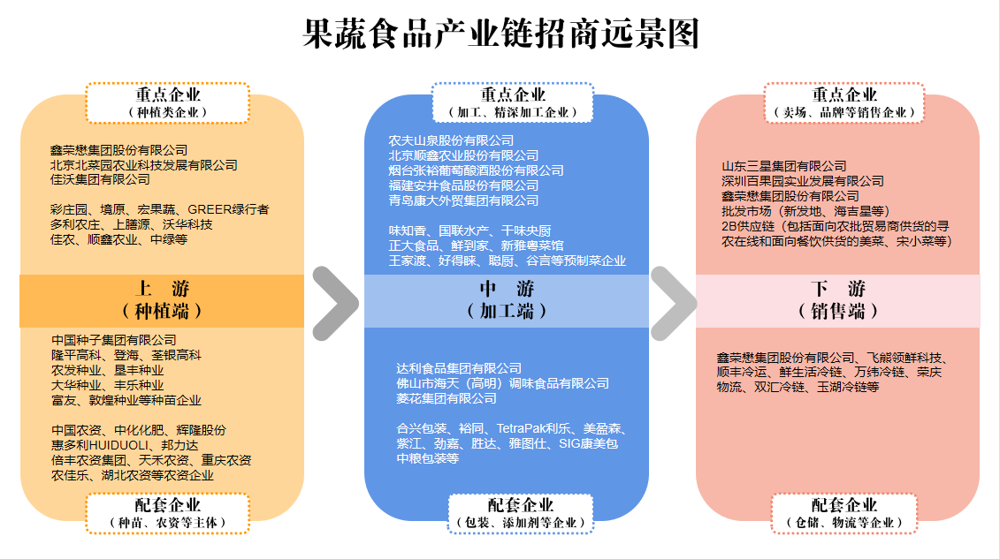 果蔬食品产业链招商远景图
重点企业
（种植类企业）
鑫荣懋集团股份有限公司
北京北菜园农业科技发展有限公司
佳沃集团有限公司
彩庄园、境原、宏果蔬、GREER绿行者
多利农庄、上膳源、沃华科技
佳农、顺鑫农业、中绿等
上 游
（种植端）
中国种子集团有限公司
隆平高科、登海、荃银高科
农发种业、垦丰种业
大华种业、丰乐种业
富友、敦煌种业等种苗企业
中国农资、中化化肥、辉隆股份
惠多利HUIDUOLI、邦力达
倍丰农资集团、天禾农资、重庆农资
农佳乐、湖北农资等农资企业
配套企业
（种苗、农资等主体）
重点企业
（加工、精深加工企业）
农夫山泉股份有限公司
北京顺鑫农业股份有限公司
烟台张裕葡萄酿酒股份有限公司
福建安井食品股份有限公司
青岛康大外贸集团有限公司
味知香、国联水产、千味央厨
正大食品、鲜到家、新雅粤菜馆
王家渡、好得睐、聪厨、谷言等预制菜企业
中 游
（加工端）
达利食品集团有限公司
佛山市海天（高明）调味食品有限公司
菱花集团有限公司
合兴包装、裕同、TetraPak利乐、美盈森、
紫江、劲嘉、胜达、雅图仕、SIG康美包
中粮包装等
配套企业
（包装、添加剂等企业）
重点企业
（卖场、品牌等销售企业）
山东三星集团有限公司
深圳百果园实业发展有限公司
鑫荣懋集团股份有限公司
批发市场（新发地、海吉星等）
2B供应链（包括面向农批贸易商供货的寻
农在线和面向餐饮供货的美菜、宋小菜等）
下 游
（销售端）
鑫荣懋集团股份有限公司、飞熊领鲜科技、
顺丰冷运、鲜生活冷链、万纬冷链、荣庆
物流、双汇冷链、玉湖冷链等
配套企业
（仓储、物流等企业）